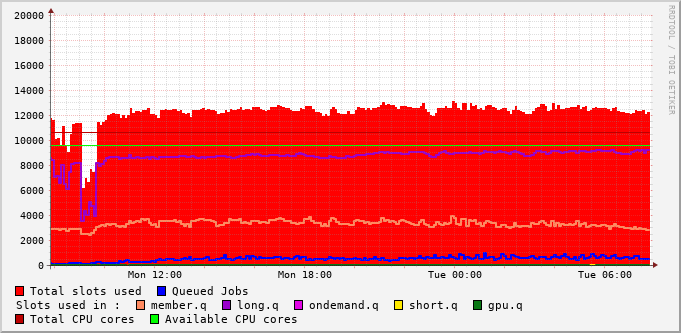 20000
18000
16000
14000
12000
10000
8000
6000
4000
2000
0
Mon 12:00 Mon 18:00 Tue 00:00 Tue 06:00
RRDTOOL / TOBI OETIKER
Total slots used Queued Jobs
Slots used in : member.q long.q ondemand.q short.q gpu.q
Total CPU cores Available CPU cores